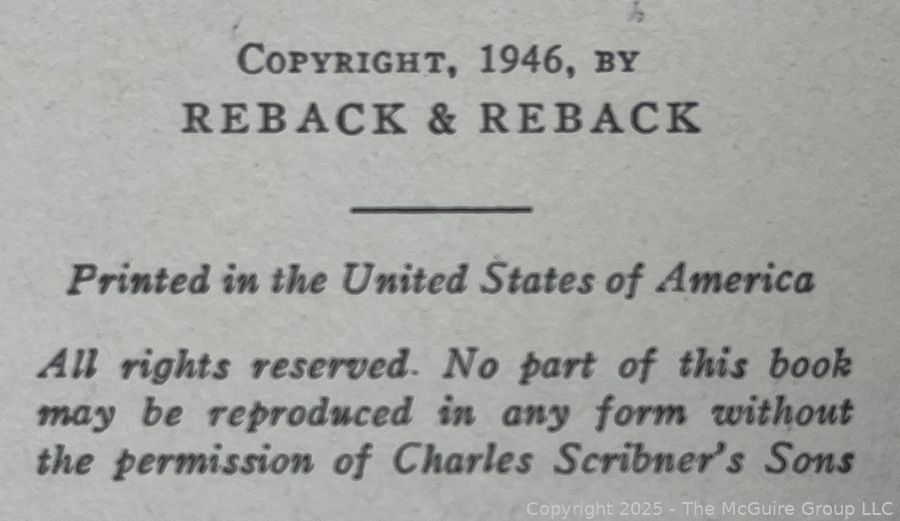 COPYRIGHT, 1946, BY
REBACK & REBACK
Printed in the United States of America
All rights reserved. No part of this book
may be reproduced in any form without
the permission of Charles Scribner's Sons
Copyright 2025 - The McGuire Group LLC